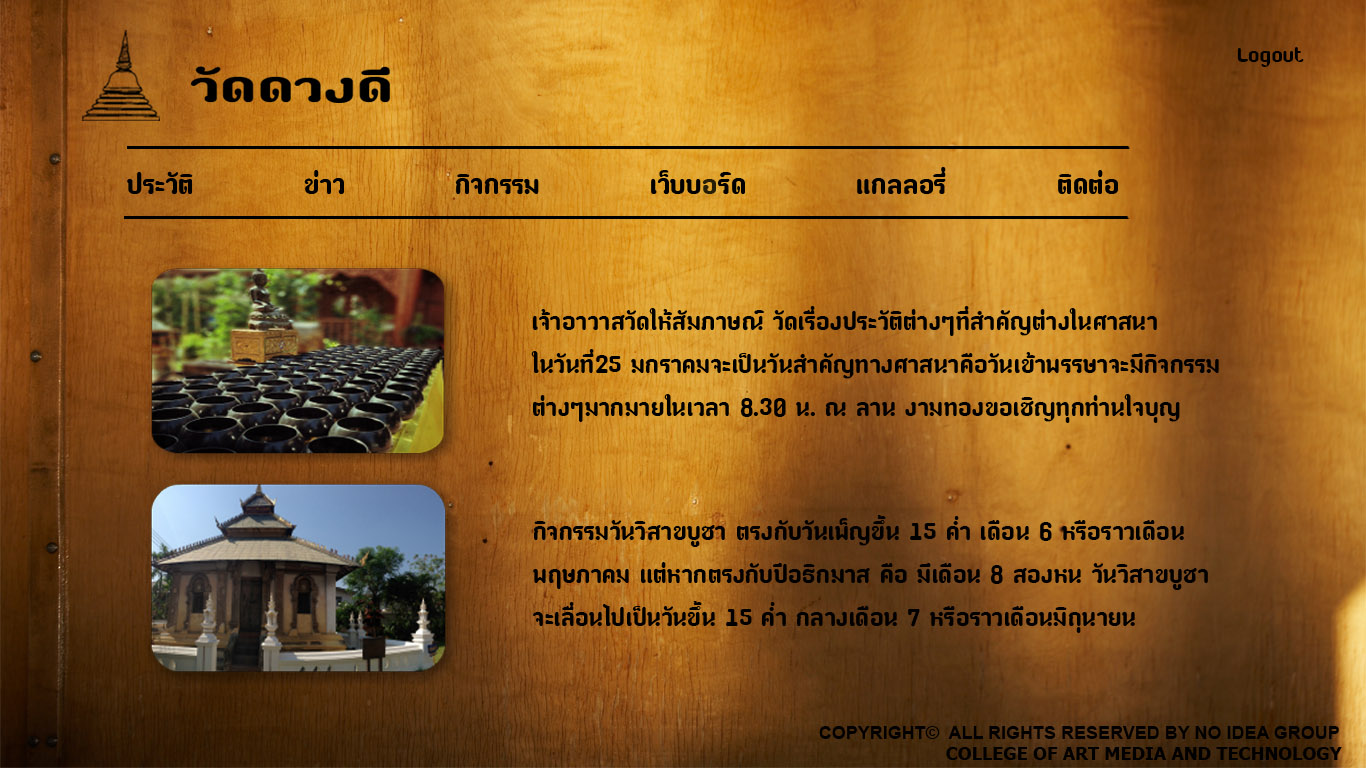 วัดดวงดี
Logout
ประวัติ ข่าว กิจกรรม เว็บบอร์ด แกลลอรี่ ติดต่อ
เจ้าอาวาสวัดให้สัมภาษณ์ วัดเรื่องประวัติต่างๆที่สำคัญต่างในศาสนา
ในวันที่25 มกราคมจะเป็นวันสำคัญทางศาสนาคือวันเข้าพรรษาจะมีกิจกรรม
ต่างๆมากมายในเวลา 8.30 น. ณ ลาน งามทองขอเชิญทุกท่านใจบุญ
กิจกรรมวันวิสาขบูชา ตรงกับวันเพ็ญขึ้น 15 ค่ำ เดือน 6 หรือราวเดือน
พฤษภาคม แต่หากตรงกับปีอธิกมาส คือ มีเดือน 8 สองหน วันวิสาขบูชา
จะเลื่อนไปเป็นวันขึ้น 15 ค่ำ กลางเดือน 7 หรือราวเดือนมิถุนายน
COPYRIGHT© ALL RIGHTS RESERVED BY NO IDEA GROUP
COLLEGE OF ART MEDIA AND TECHNOLOGY